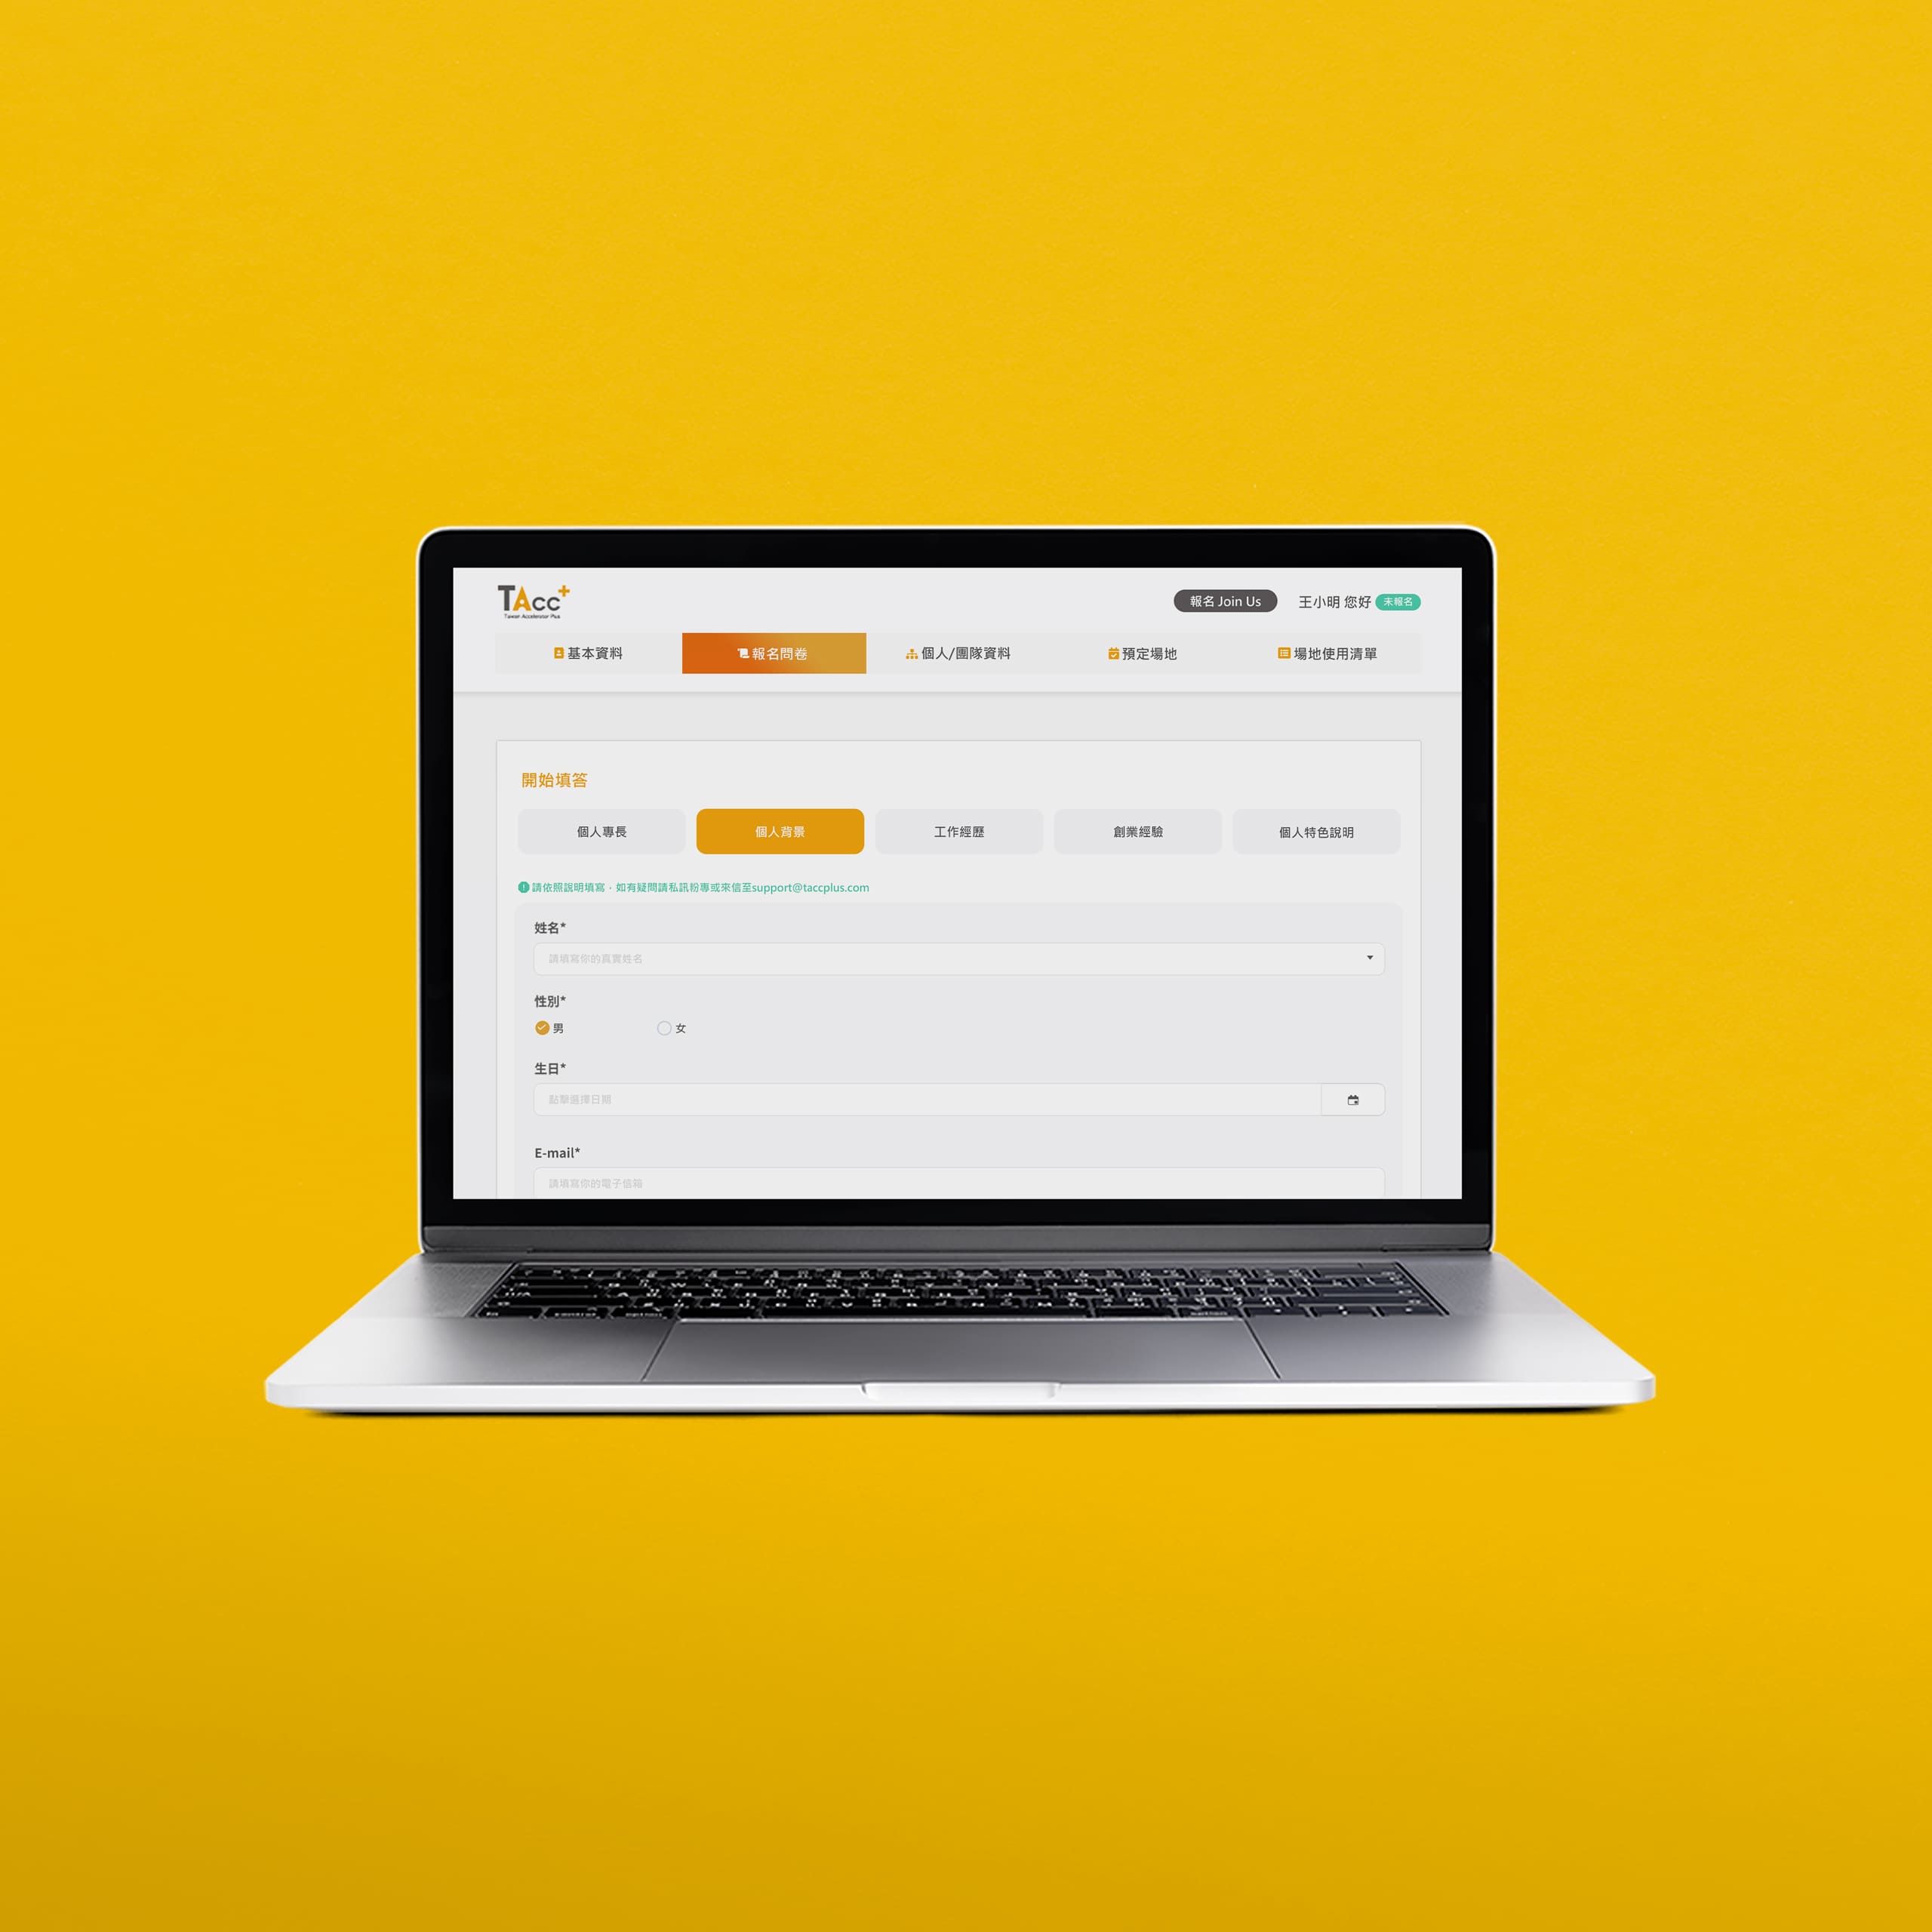 TAcc+
Taiwan Accelerator Plus
報名 Join Us
王小明 您好
未報名
基本資料
報名問卷
個人/團隊資料
預定場地
場地使用清單
開始填答
個人專長
個人背景
工作經歷
創業經驗
個人特色說明
請依照說明填寫，如有疑問請私訊粉專或來信至support@taccplus.com
姓名*
請填寫你的真實姓名
性別*
男
女
生日*
點擊選擇日期
E-mail*
請填寫你的電子信箱